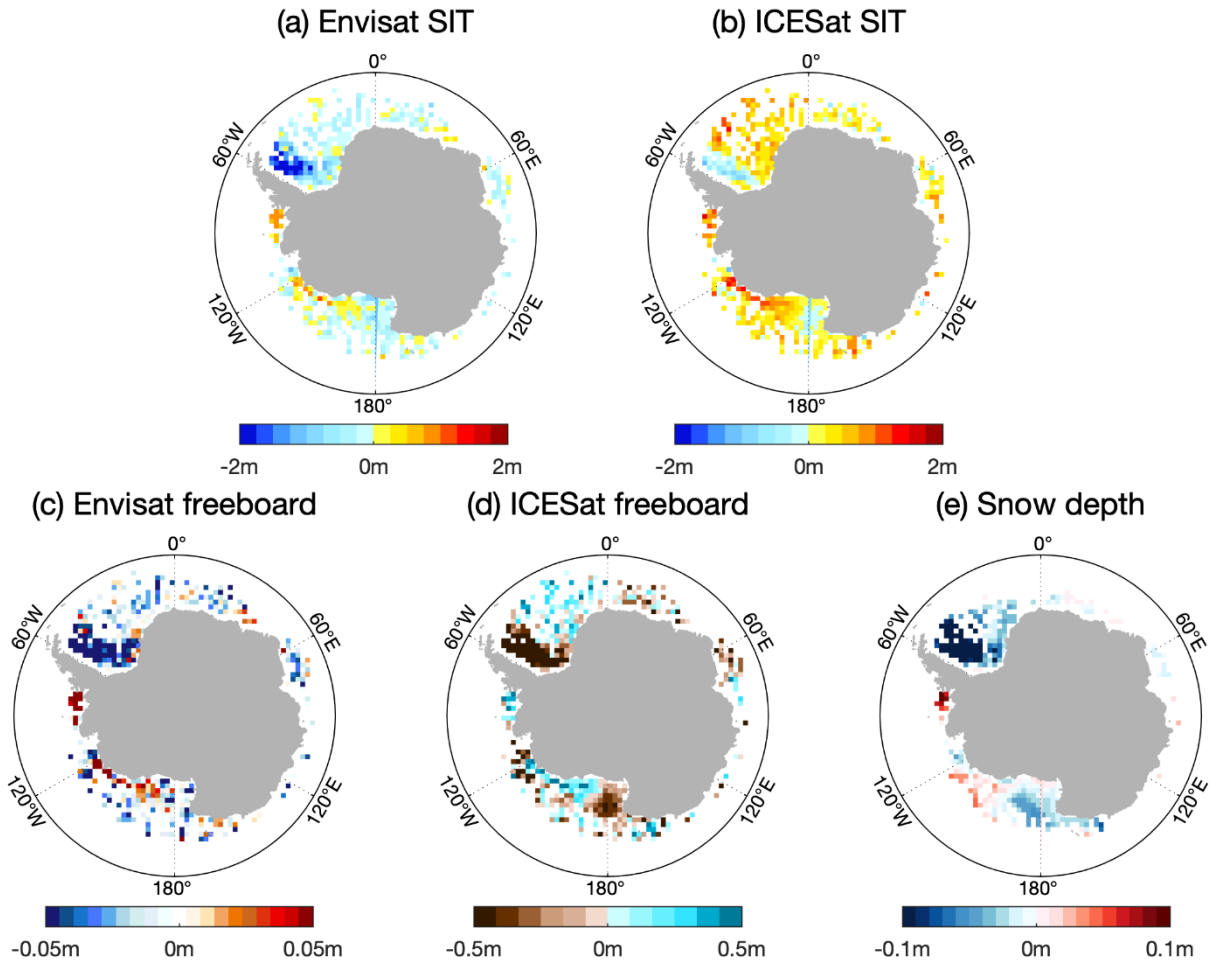 (a) Envisat SIT
(b) ICESat SIT
0°
0°
60°W
60°E
60°W
60°E
120°W
120°E
120°W
120°E
180°
180°
-2m 0m 2m
-2m 0m 2m
(c) Envisat freeboard
(d) ICESat freeboard
(e) Snow depth
0°
0°
0°
60°W
60°E
60°W
60°E
60°W
60°E
120°W
120°E
120°W
120°E
120°W
120°E
180°
180°
180°
-0.05m 0m 0.05m
-0.5m 0m 0.5m
-0.1m 0m 0.1m